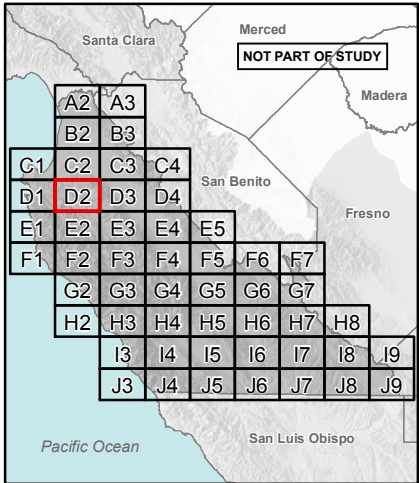 Merced
Santa Clara
NOT PART OF STUDY
Madera
A2 A3
B2 B3
C1 C2 C3 C4
San Benito
D1 D2 D3 D4
Fresno
E1 E2 E3 E4 E5
F1 F2 F3 F4 F5 F6 F7
G2 G3 G4 G5 G6 G7
H2 H3 H4 H5 H6 H7 H8
I3 I4 I5 I6 I7 I8 I9
J3 J4 J5 J6 J7 J8 J9
Pacific Ocean
San Luis Obispo